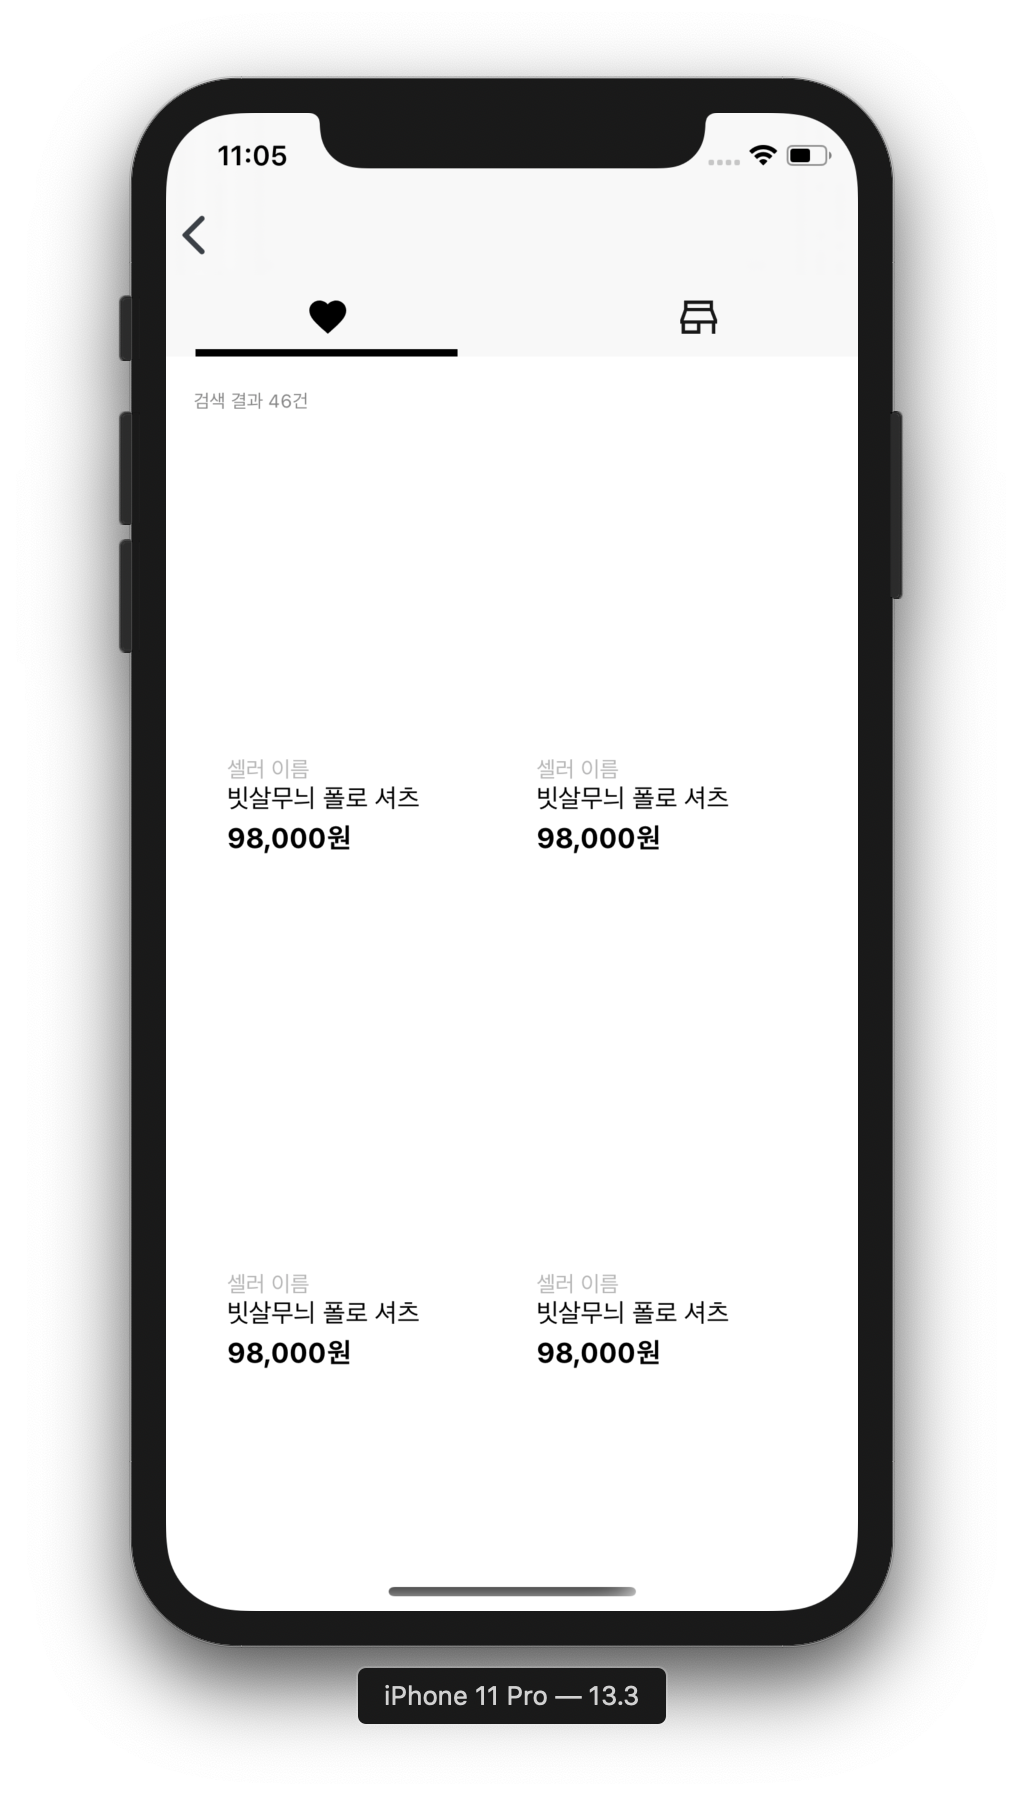 11:05
검색 결과 46건
셀러 이름
빗살무늬 폴로 셔츠
98,000원
셀러 이름
빗살무늬 폴로 셔츠
98,000원
셀러 이름
빗살무늬 폴로 셔츠
98,000원
셀러 이름
빗살무늬 폴로 셔츠
98,000원
iPhone 11 Pro — 13.3